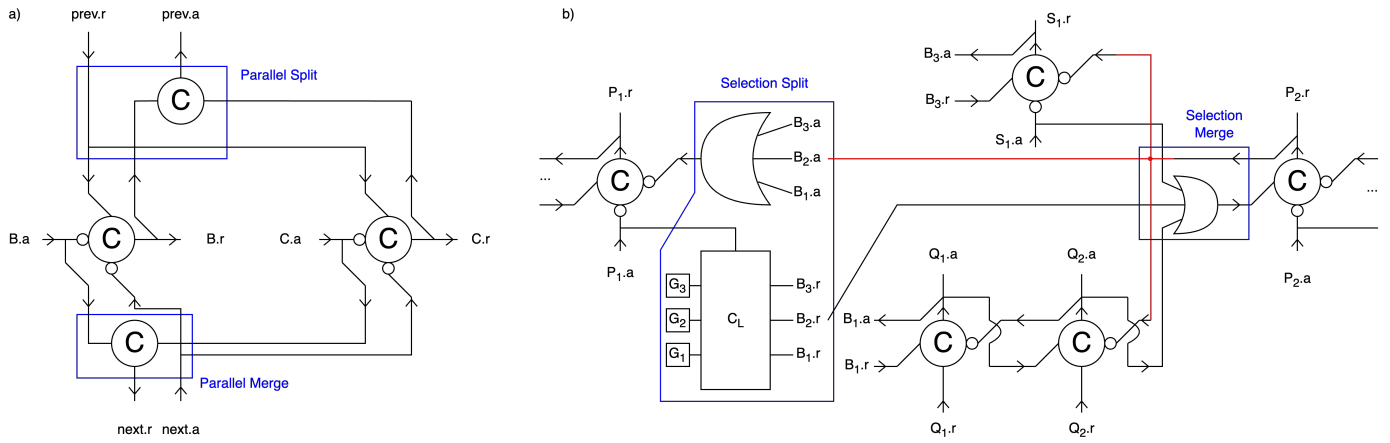 a)
prev.r
prev.a
Parallel Split
C
B.a
C
B.r
C.a
C
C.r
C
Parallel Merge
next.r
next.a
b)
S₁.r
B₃.a
C
B₃.r
S₁.a
Selection Split
P₁.r
B₃.a
B₂.a
B₁.a
...
C
P₁.a
G₃
G₂
G₁
C_L
B₃.r
B₂.r
B₁.r
Selection
Merge
P₂.r
C
...
P₂.a
Q₁.a
Q₂.a
B₁.a
C
C
B₁.r
Q₁.r
Q₂.r